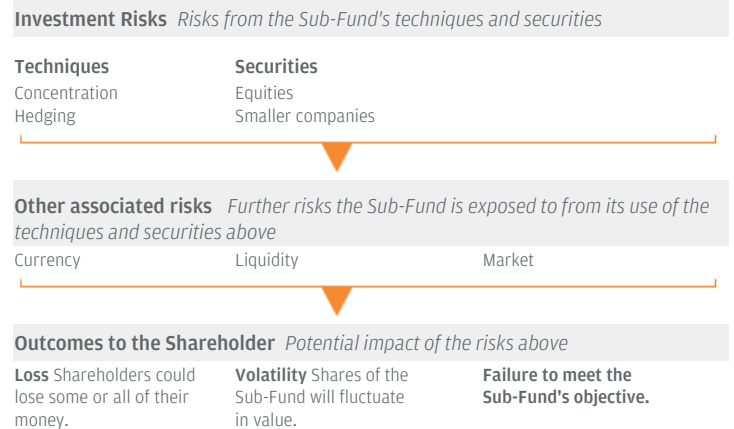 Investment Risks Risks from the Sub-Fund's techniques and securities
Techniques Securities
Concentration Equities
Hedging Smaller companies
Other associated risks Further risks the Sub-Fund is exposed to from its use of the
techniques and securities above
Currency Liquidity Market
Outcomes to the Shareholder Potential impact of the risks above
Loss Shareholders could
lose some or all of their
money.
Volatility Shares of the
Sub-Fund will fluctuate
in value.
Failure to meet the
Sub-Fund's objective.